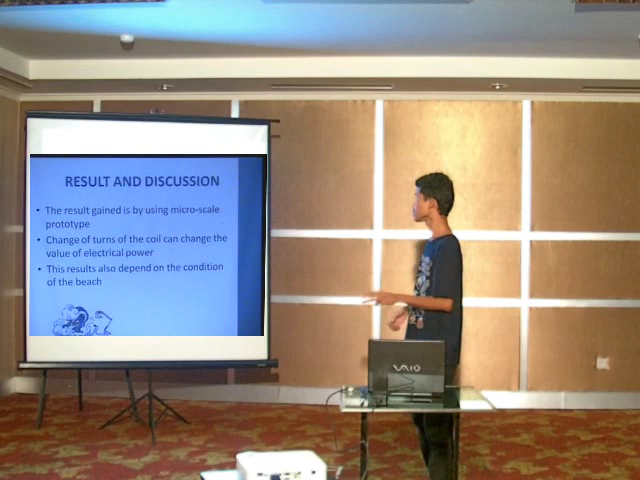 RESULT AND DISCUSSION
• The result gained is by using micro-scale
prototype
• Change of turns of the coil can change the
value of electrical power
• This results also depend on the condition
of the beach
VAIO